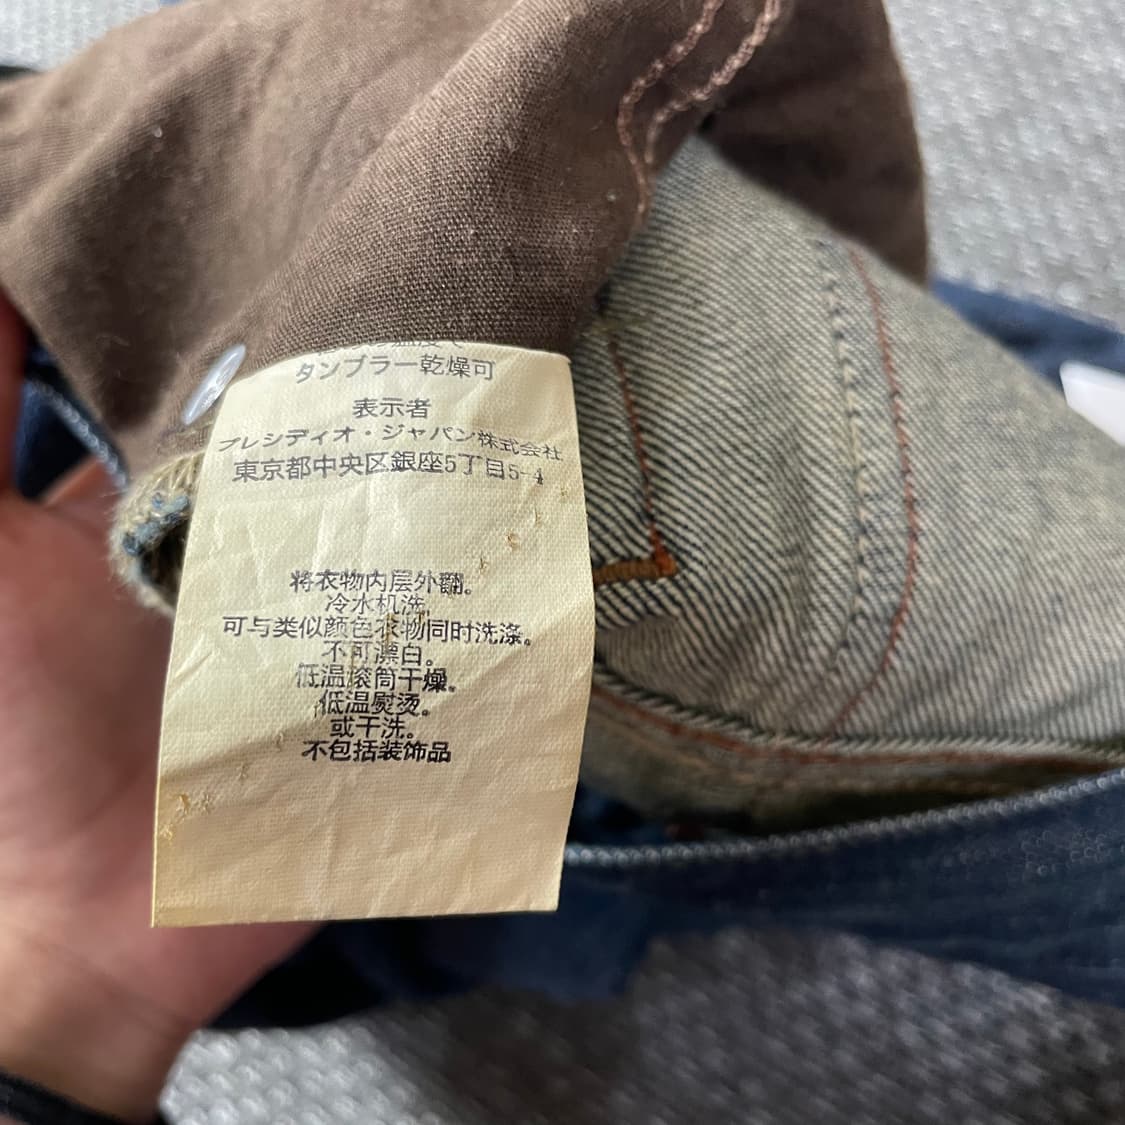 タンブラー乾燥可
表示者
プレシディオ・ジャパン株式会社
東京都中央区銀座5丁目5-4
将衣物内层外翻。
冷水机洗。
可与类似颜色衣物同时洗涤。
不可漂白。
低温滚筒干燥。
低温熨烫。
或干洗。
不包括装饰品